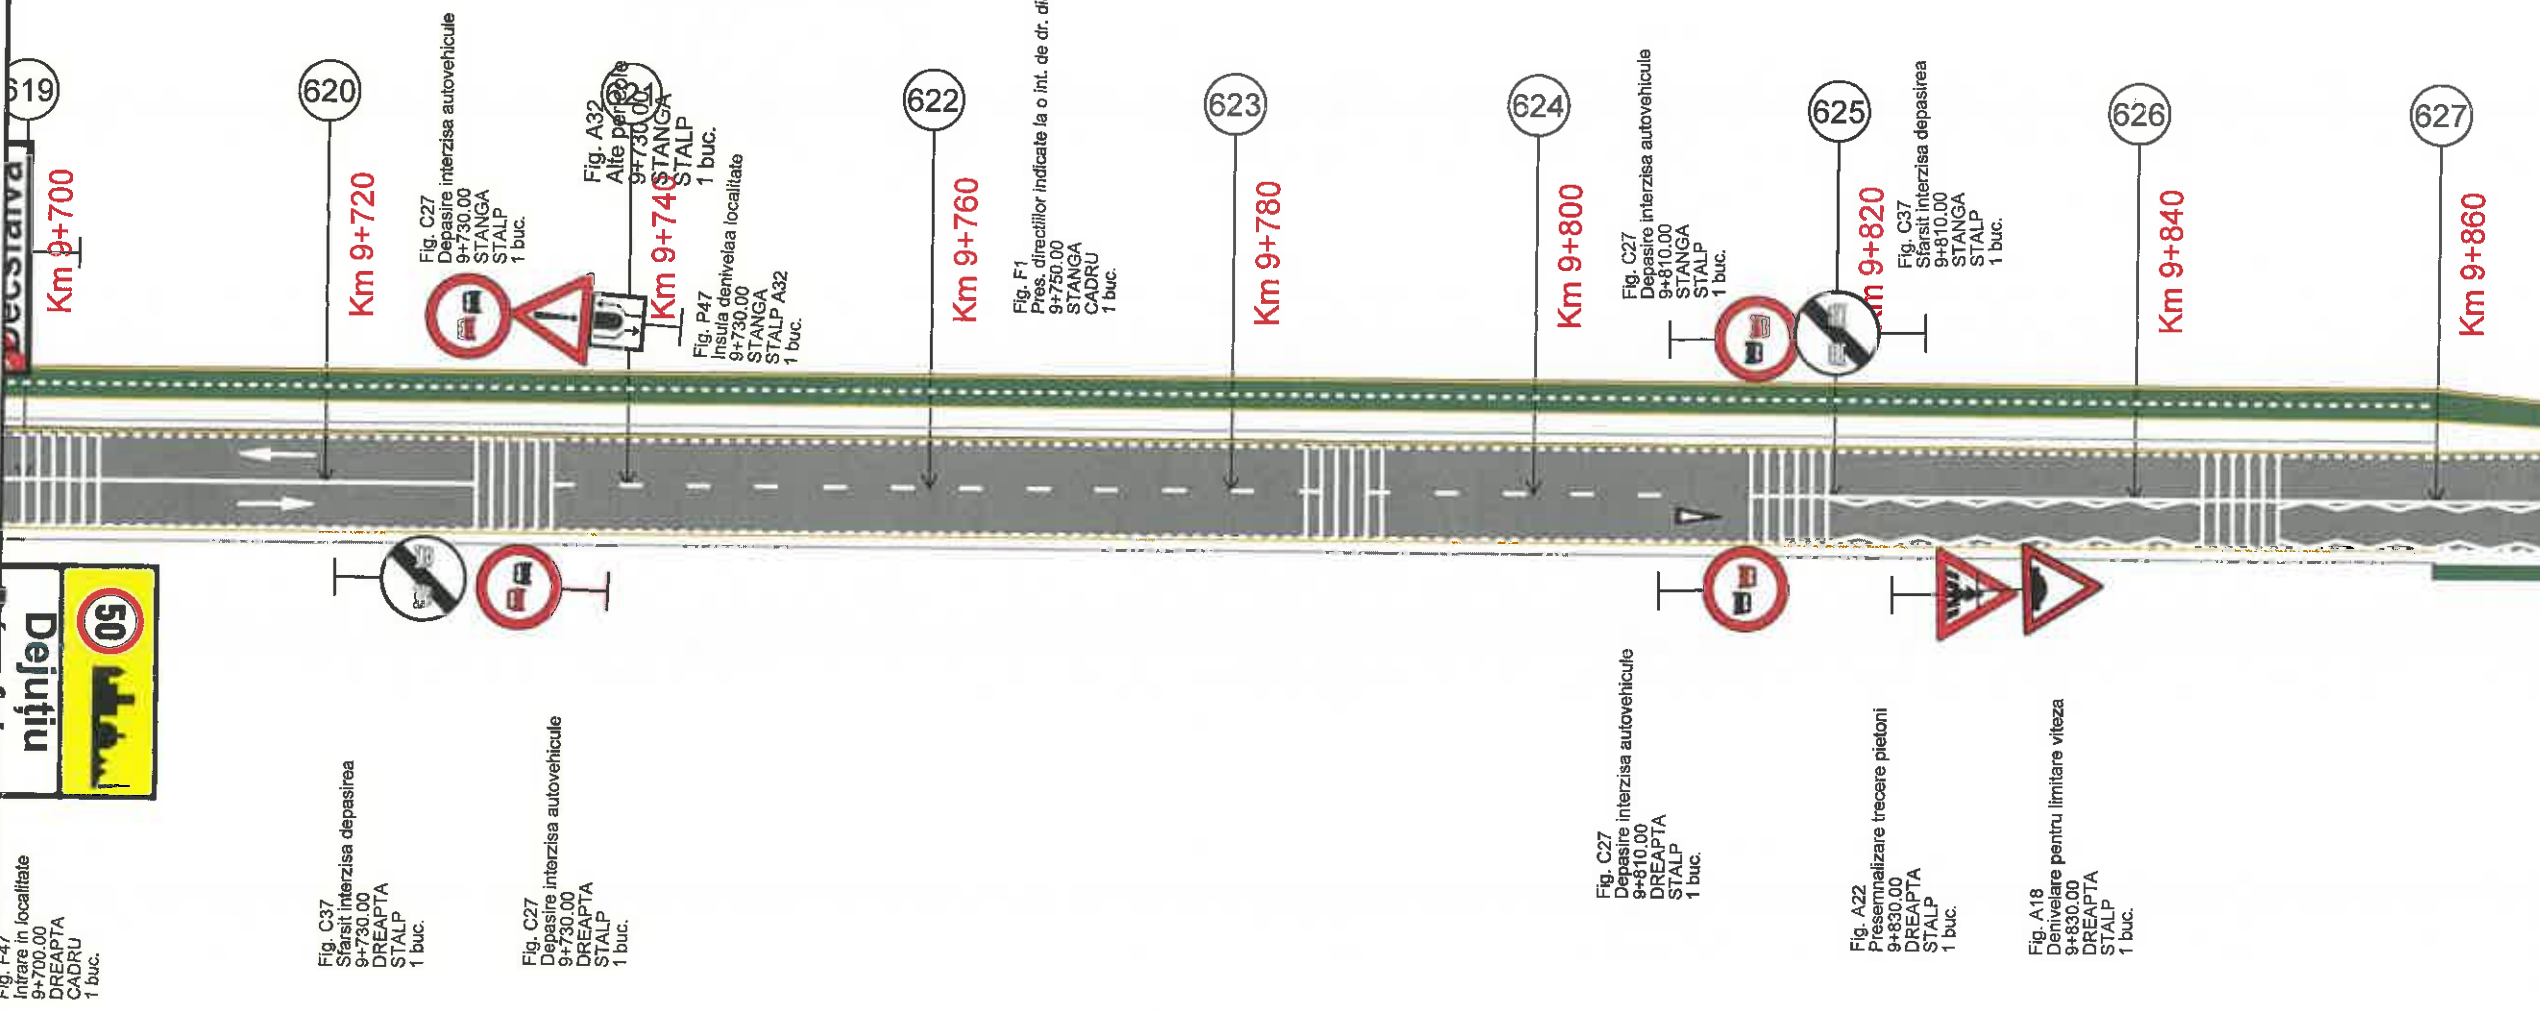 619
620
621
622
623
624
625
626
627
Km 9+700
Km 9+720
Km 9+740
Km 9+760
Km 9+780
Km 9+800
Km 9+820
Km 9+840
Km 9+860
Decsfalva
Fig. C27
Depasire interzisa autovehicule
9+730.00
STANGA
STALP
1 buc.
Fig. A32
Alte pericole
9+730.00
STANGA
STALP
1 buc.
Fig. P47
Insula denivelaa localitate
9+730.00
STANGA
STALP A32
1 buc.
Fig. F1
Pres. directiilor indicate la o int. de dr. di
9+750.00
STANGA
CADRU
1 buc.
Fig. C27
Depasire interzisa autovehicule
9+810.00
STANGA
STALP
1 buc.
Fig. C37
Sfarsit interzisa depasirea
9+810.00
STANGA
STALP
1 buc.
50
Dejuțiu
Fig. F47
Intrare in localitate
9+700.00
DREAPTA
CADRU
1 buc.
Fig. C37
Sfarsit interzisa depasirea
9+730.00
DREAPTA
STALP
1 buc.
Fig. C27
Depasire interzisa autovehicule
9+730.00
DREAPTA
STALP
1 buc.
Fig. C27
Depasire interzisa autovehicule
9+810.00
DREAPTA
STALP
1 buc.
Fig. A22
Presemnalizare trecere pietoni
9+830.00
DREAPTA
STALP
1 buc.
Fig. A18
Denivelare pentru limitare viteza
9+830.00
DREAPTA
STALP
1 buc.